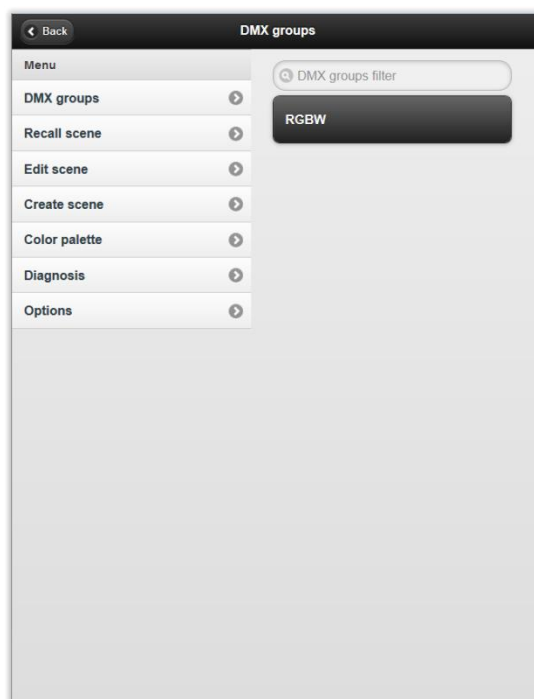 Back
DMX groups
Menu
DMX groups
Recall scene
Edit scene
Create scene
Color palette
Diagnosis
Options
DMX groups filter
RGBW